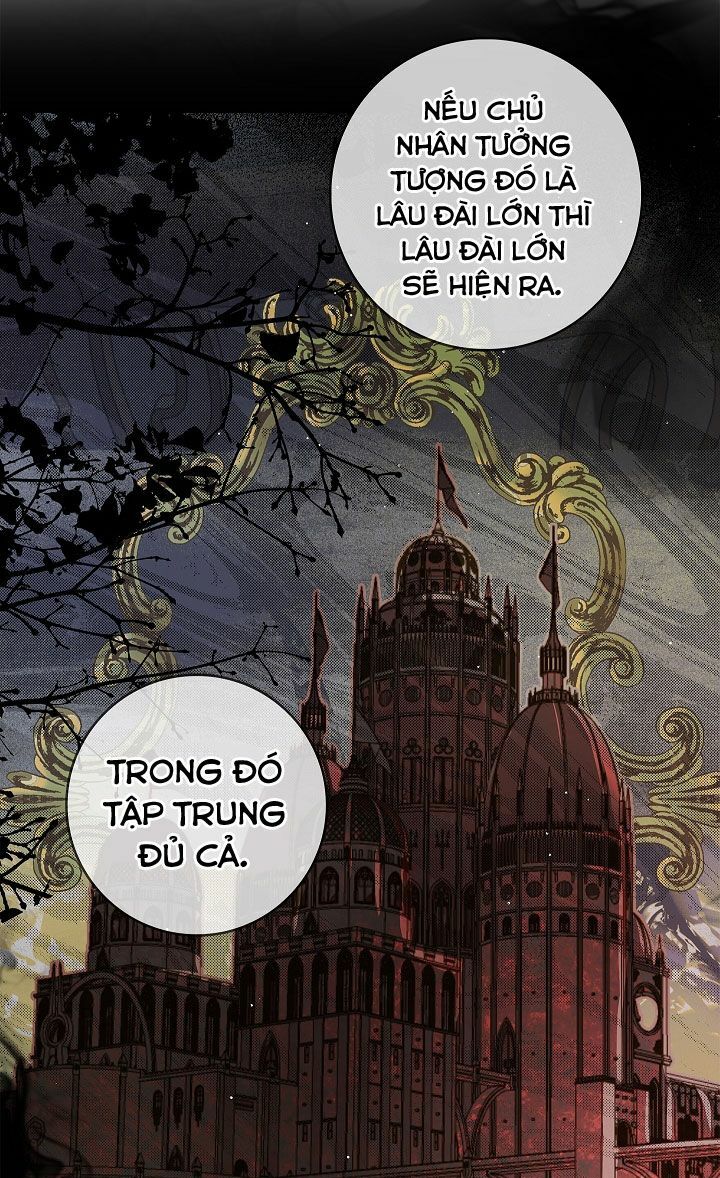 NẾU CHỦ
NHÂN TƯỞNG
TƯỢNG ĐÓ LÀ
LÂU ĐÀI LỚN THÌ
LÂU ĐÀI LỚN
SẼ HIỆN RA.
TRONG ĐÓ
TẬP TRUNG
ĐỦ CẢ.